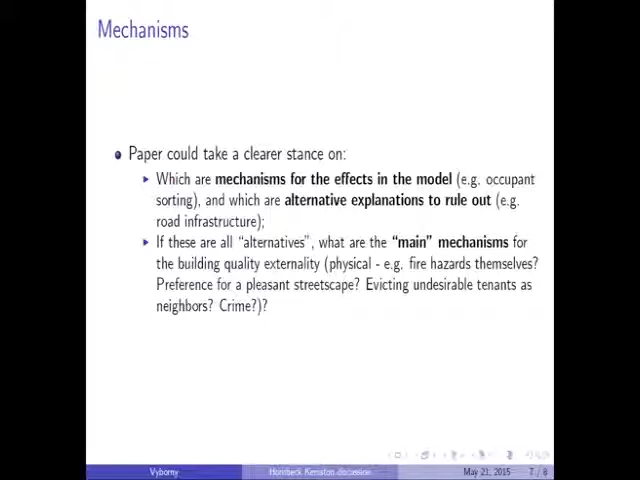 Mechanisms
Paper could take a clearer stance on:
Which are mechanisms for the effects in the model (e.g. occupant
sorting), and which are alternative explanations to rule out (e.g.
road infrastructure);
If these are all “alternatives”, what are the “main” mechanisms for
the building quality externality (physical - e.g. fire hazards themselves?
Preference for a pleasant streetscape? Evicting undesirable tenants as
neighbors? Crime?)?
Vyborny
Hornbeck Keniston discussion
May 21, 2015
7 / 8